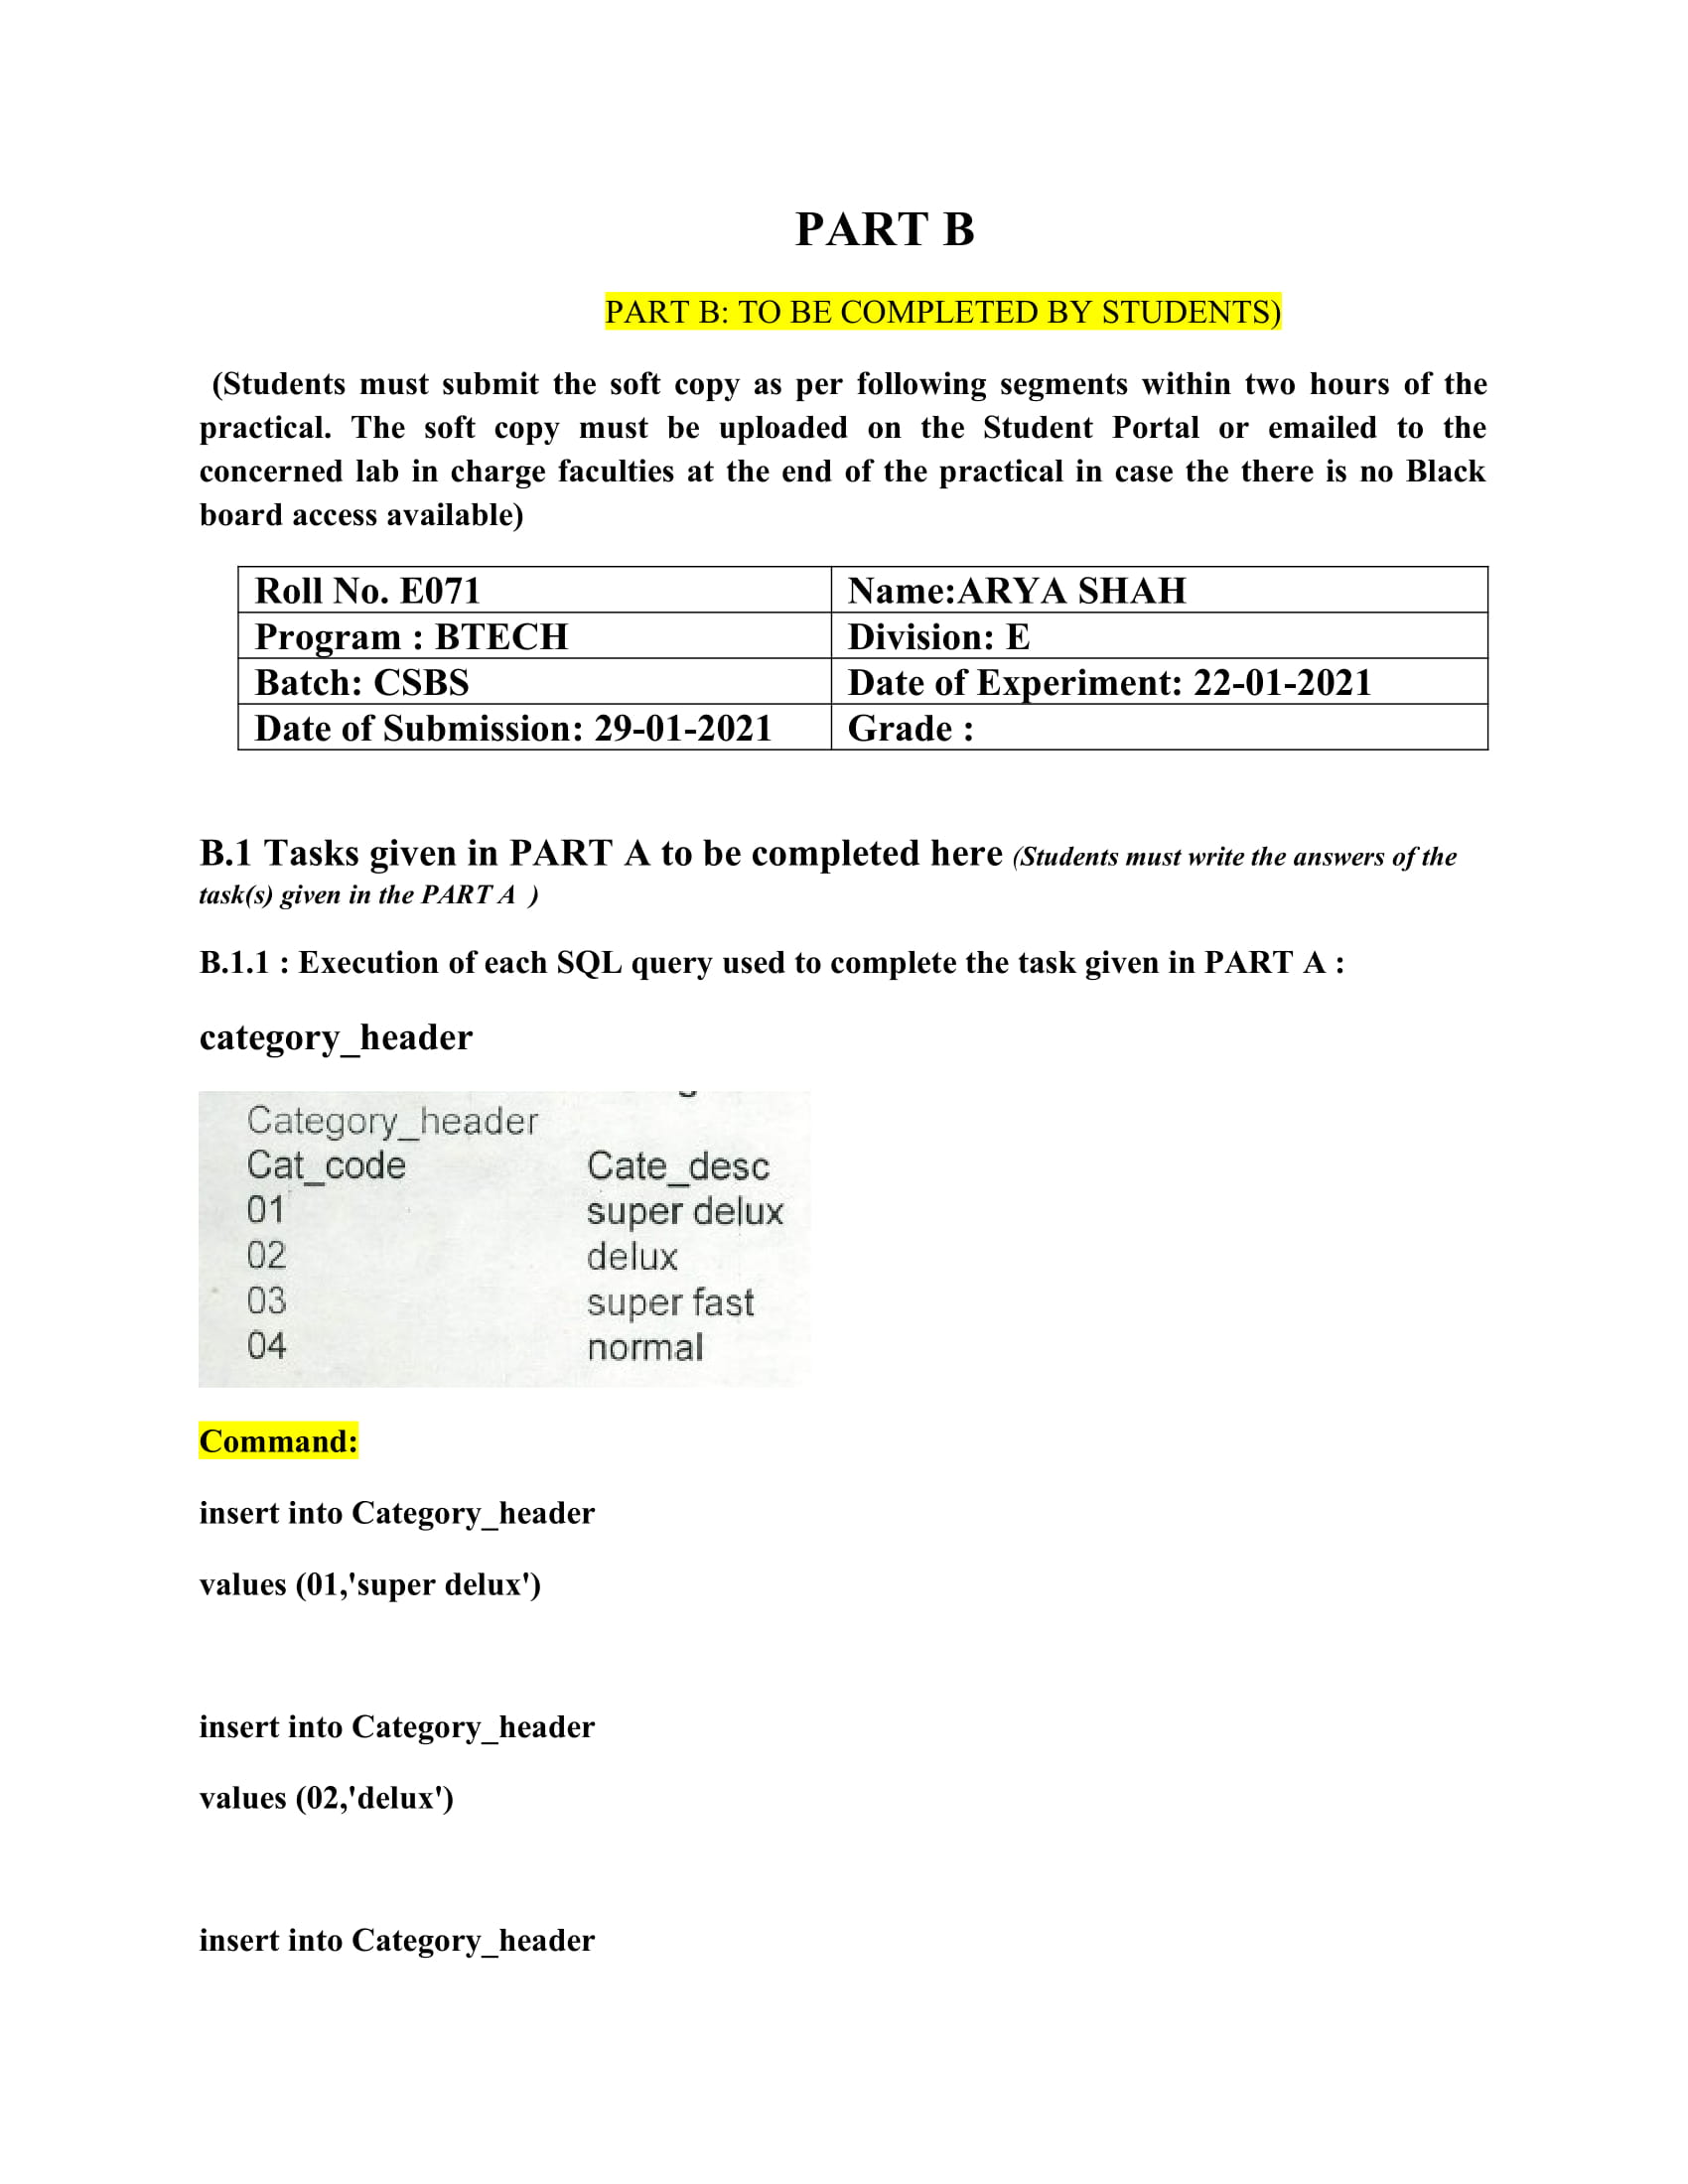 PART B
PART B: TO BE COMPLETED BY STUDENTS)
(Students must submit the soft copy as per following segments within two hours of the
practical. The soft copy must be uploaded on the Student Portal or emailed to the
concerned lab in charge faculties at the end of the practical in case the there is no Black
board access available)
Roll No. E071 Name:ARYA SHAH
Program : BTECH Division: E
Batch: CSBS Date of Experiment: 22-01-2021
Date of Submission: 29-01-2021 Grade :
B.1 Tasks given in PART A to be completed here (Students must write the answers of the
task(s) given in the PART A )
B.1.1 : Execution of each SQL query used to complete the task given in PART A :
category_header
Category_header
Cat_code Cate_desc
01 super delux
02 delux
03 super fast
04 normal
Command:
insert into Category_header
values (01,'super delux')
insert into Category_header
values (02,'delux')
insert into Category_header